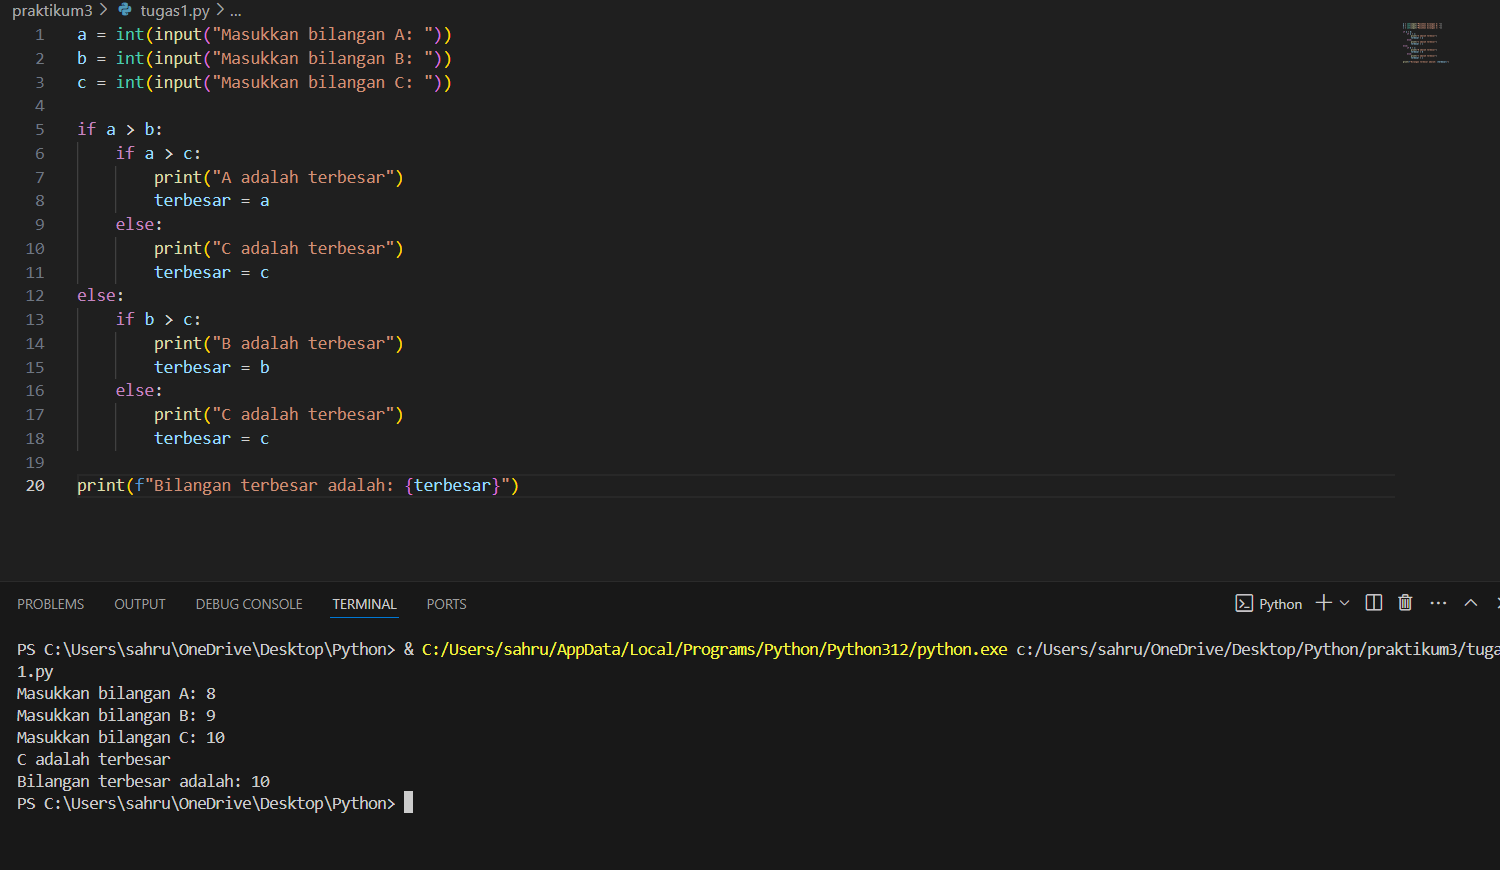 praktikum3 > tugas1.py > ...
1 a = int(input("Masukkan bilangan A: "))
2 b = int(input("Masukkan bilangan B: "))
3 c = int(input("Masukkan bilangan C: "))
4
5 if a > b:
6     if a > c:
7         print("A adalah terbesar")
8         terbesar = a
9     else:
10         print("C adalah terbesar")
11         terbesar = c
12 else:
13     if b > c:
14         print("B adalah terbesar")
15         terbesar = b
16     else:
17         print("C adalah terbesar")
18         terbesar = c
19
20 print(f"Bilangan terbesar adalah: {terbesar}")
PROBLEMS OUTPUT DEBUG CONSOLE TERMINAL PORTS Python
PS C:\Users\sahru\OneDrive\Desktop\Python> & C:/Users/sahru/AppData/Local/Programs/Python/Python312/python.exe c:/Users/sahru/OneDrive/Desktop/Python/praktikum3/tuga
1.py
Masukkan bilangan A: 8
Masukkan bilangan B: 9
Masukkan bilangan C: 10
C adalah terbesar
Bilangan terbesar adalah: 10
PS C:\Users\sahru\OneDrive\Desktop\Python>